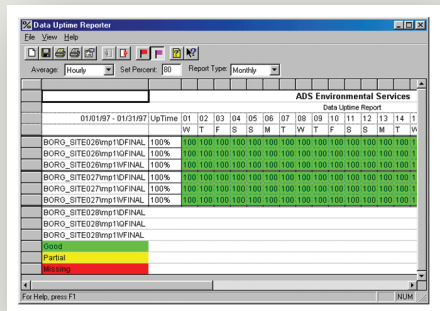 Data Uptime Reporter
File View Help
Average: Hourly Set Percent: 80 Report Type: Monthly
ADS Environmental Services
Data Uptime Report
01/01/97 - 01/31/97 UpTime 01 02 03 04 05 06 07 08 09 10 11 12 13 14 1
W T F S S M T W T F S S M T W
BORG_SITE026\mp1\DFINAL 100% 100 100 100 100 100 100 100 100 100 100 100 100 100 100 1
BORG_SITE026\mp1\QFINAL 100% 100 100 100 100 100 100 100 100 100 100 100 100 100 100 1
BORG_SITE026\mp1\VFINAL 100% 100 100 100 100 100 100 100 100 100 100 100 100 100 100 1
BORG_SITE027\mp1\DFINAL 100% 100 100 100 100 100 100 100 100 100 100 100 100 100 100 1
BORG_SITE027\mp1\QFINAL 100% 100 100 100 100 100 100 100 100 100 100 100 100 100 100 1
BORG_SITE027\mp1\VFINAL 100% 100 100 100 100 100 100 100 100 100 100 100 100 100 100 1
BORG_SITE028\mp1\DFINAL
BORG_SITE028\mp1\QFINAL
BORG_SITE028\mp1\VFINAL
Good
Partial
Missing
For Help, press F1 NUM